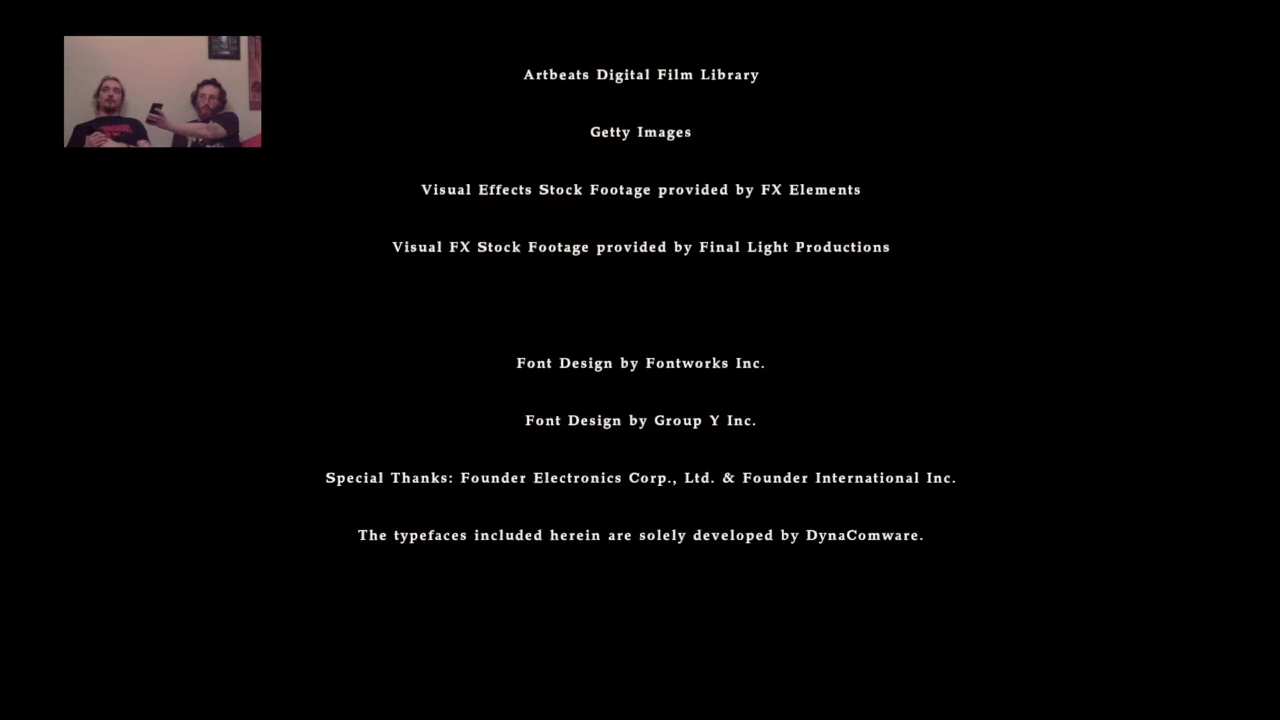 Artbeats Digital Film Library
Getty Images
Visual Effects Stock Footage provided by FX Elements
Visual FX Stock Footage provided by Final Light Productions
Font Design by Fontworks Inc.
Font Design by Group Y Inc.
Special Thanks: Founder Electronics Corp., Ltd. & Founder International Inc.
The typefaces included herein are solely developed by DynaComware.